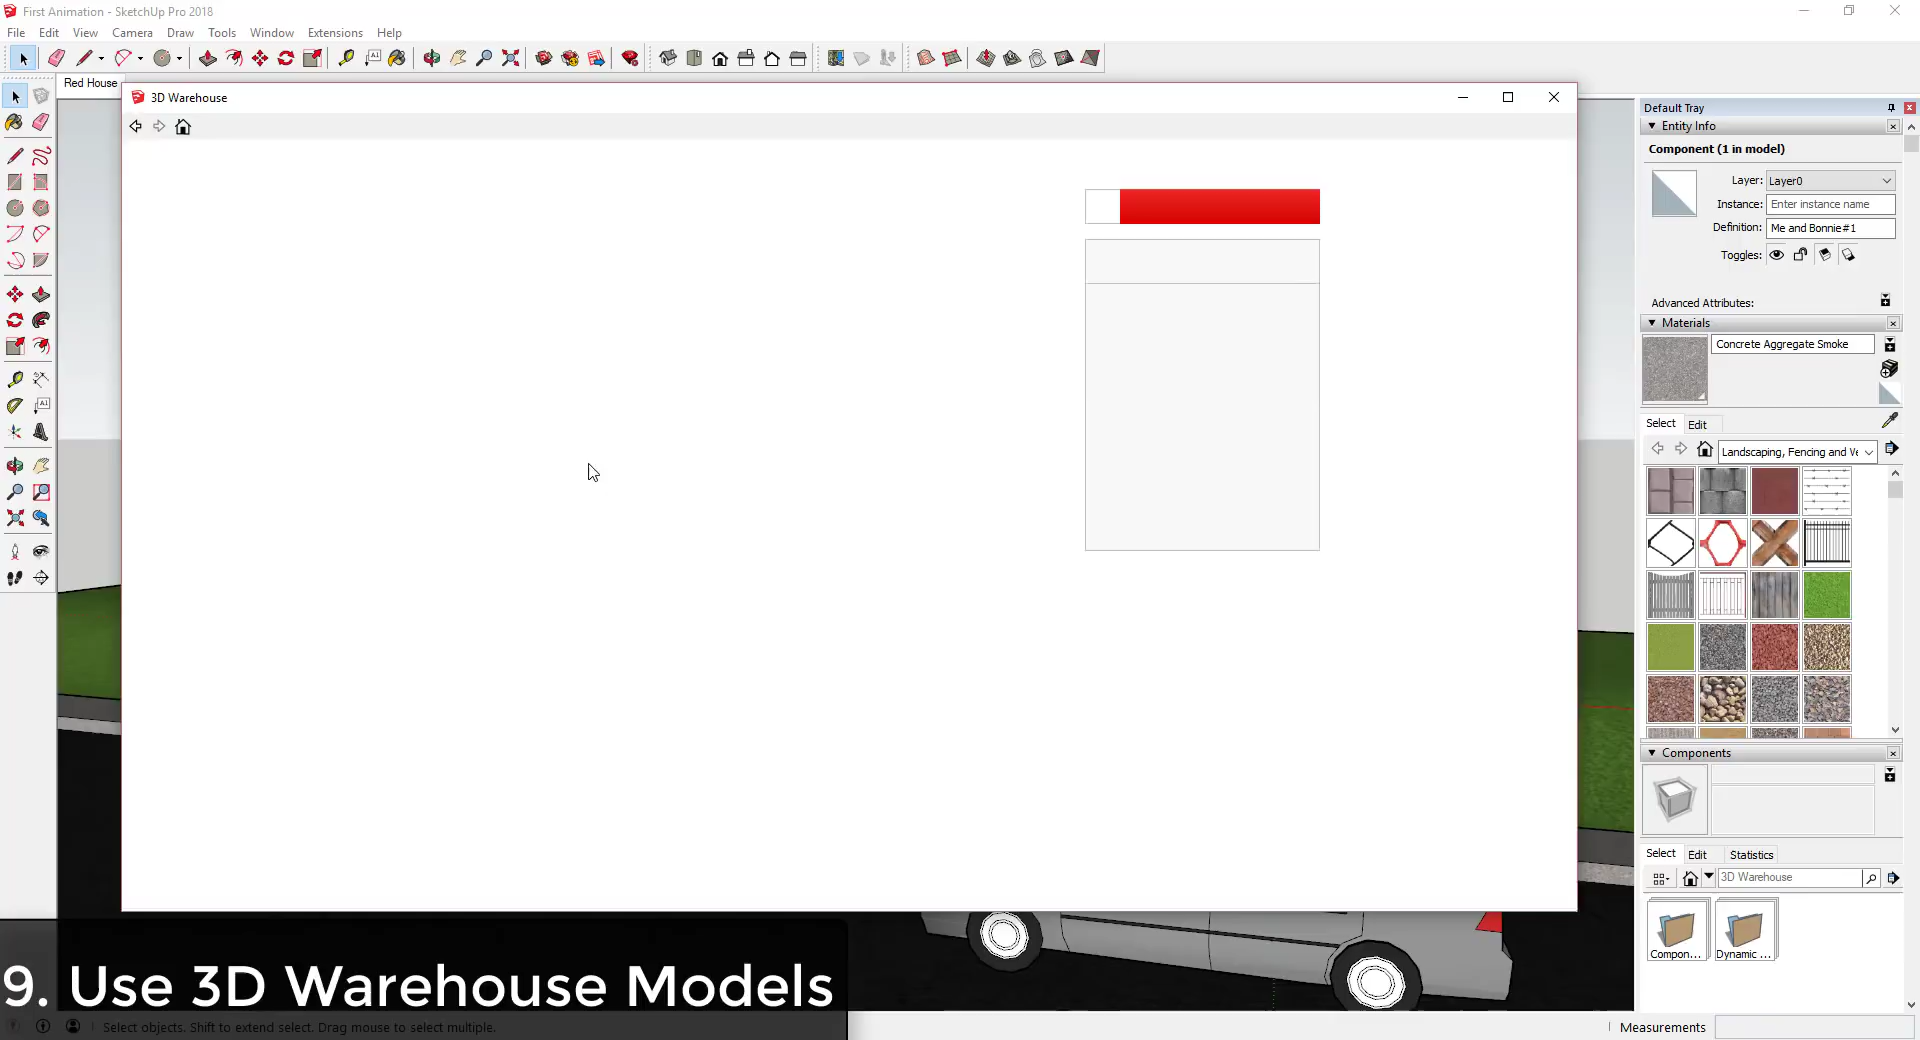 First Animation - SketchUp Pro 2018
File Edit View Camera Draw Tools Window Extensions Help
Red House
3D Warehouse
Default Tray
Entity Info
Component (1 in model)
Layer: Layer0
Instance: Enter instance name
Definition: Me and Bonnie#1
Toggles:
Advanced Attributes:
Materials
Concrete Aggregate Smoke
Select Edit
Landscaping, Fencing and Ve
Components
Select Edit Statistics
3D Warehouse
Compon... Dynamic ...
9. Use 3D Warehouse Models
Select objects. Shift to extend select. Drag mouse to select multiple.
Measurements